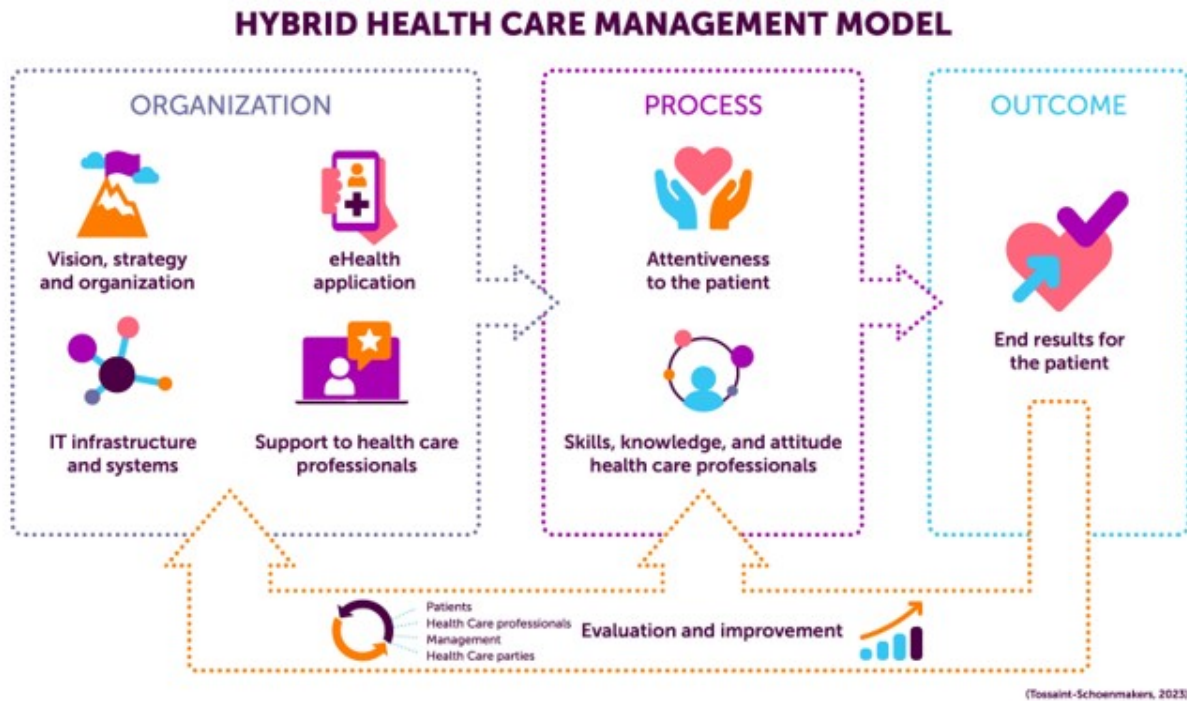 HYBRID HEALTH CARE MANAGEMENT MODEL
ORGANIZATION
Vision, strategy
and organization
eHealth
application
IT infrastructure
and systems
Support to health care
professionals
PROCESS
Attentiveness
to the patient
Skills, knowledge, and attitude
health care professionals
OUTCOME
End results for
the patient
Patients
Health Care professionals
Management
Health Care parties
Evaluation and improvement
(Tossaint-Schoenmakers, 2023)